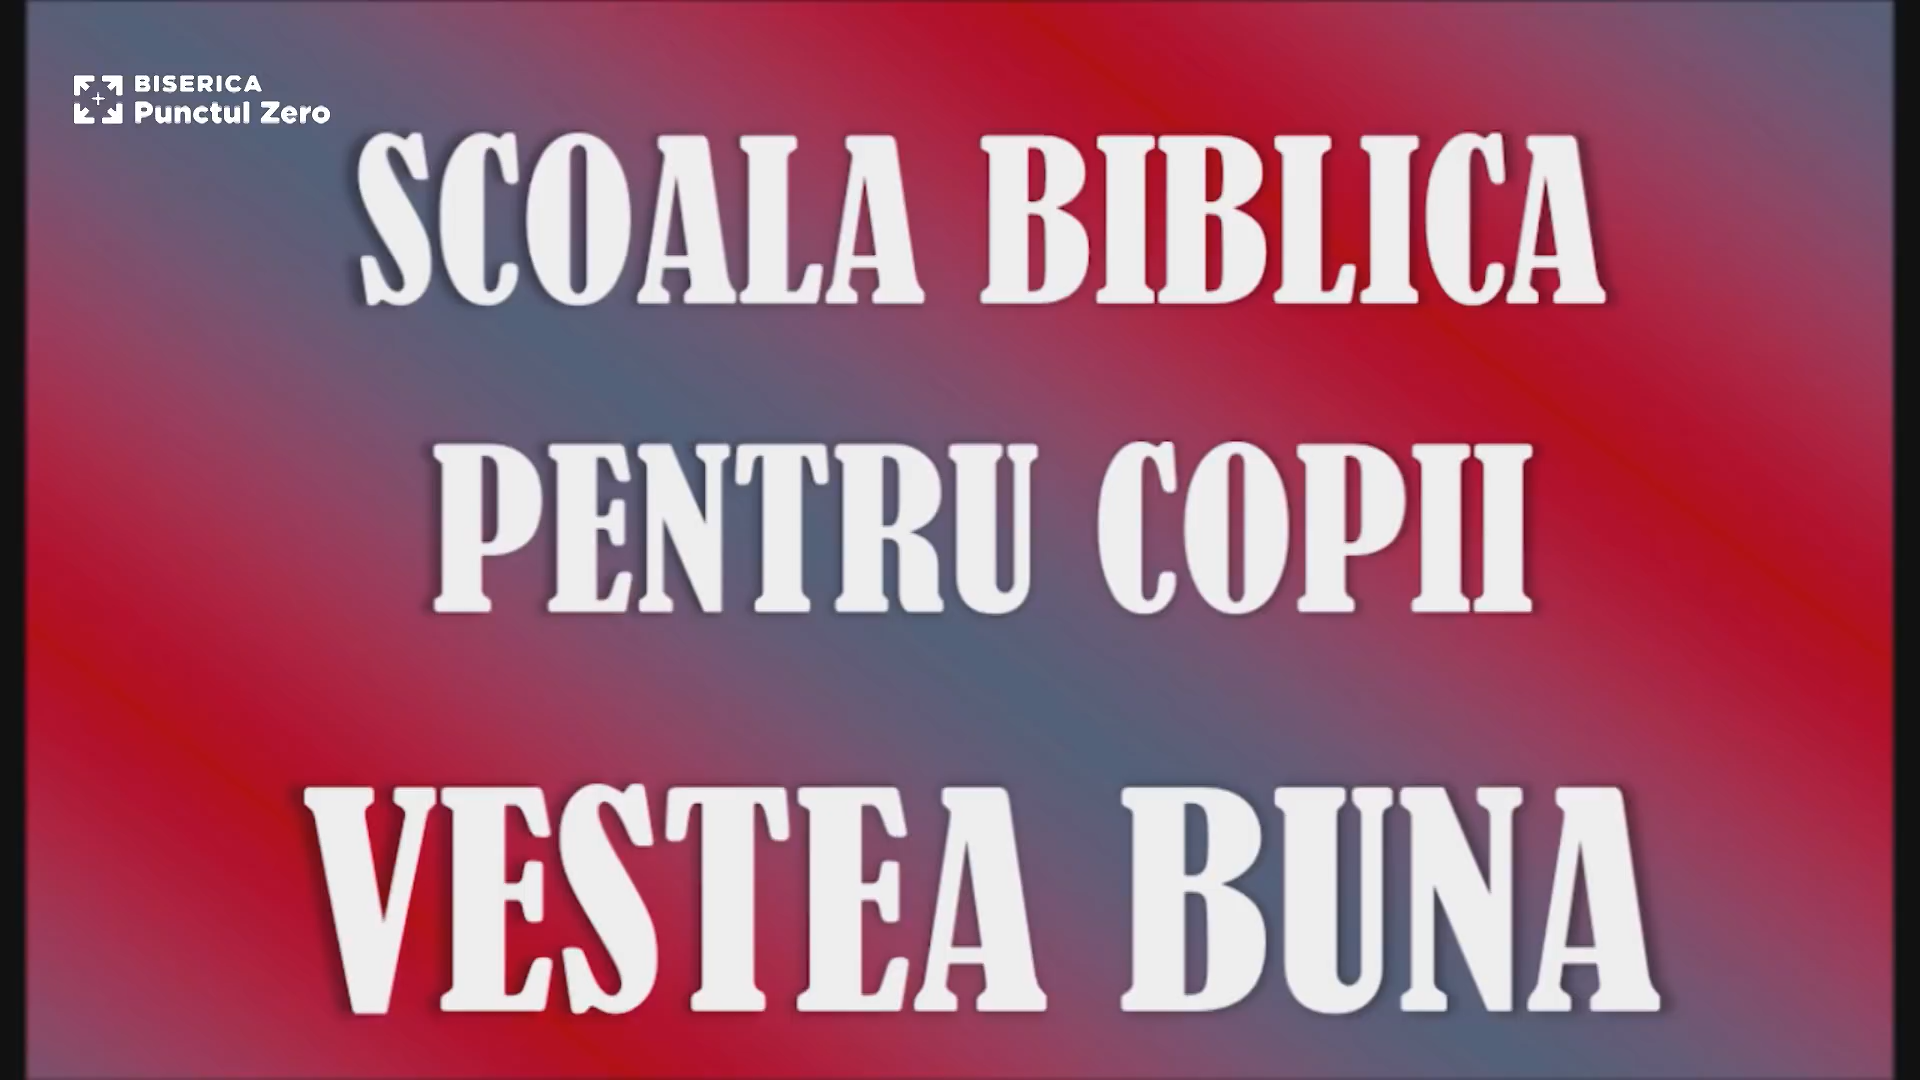 BISERICA
Punctul Zero
SCOALA BIBLICA
PENTRU COPII
VESTEA BUNA